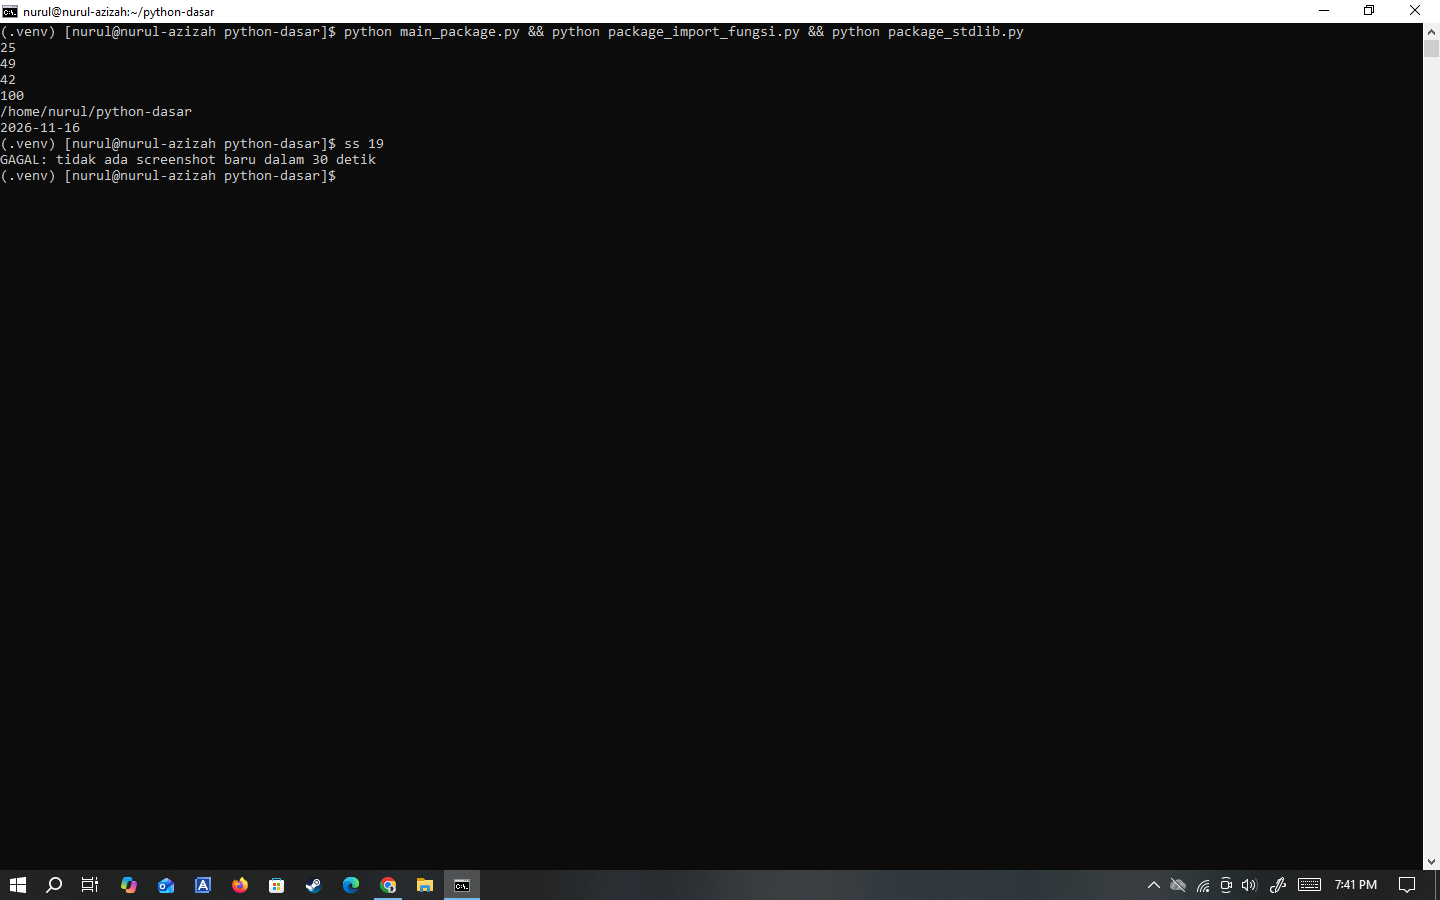 nurul@nurul-azizah:~/python-dasar
(.venv) [nurul@nurul-azizah python-dasar]$ python main_package.py && python package_import_fungsi.py && python package_stdlib.py
25
49
42
100
/home/nurul/python-dasar
2026-11-16
(.venv) [nurul@nurul-azizah python-dasar]$ ss 19
GAGAL: tidak ada screenshot baru dalam 30 detik
(.venv) [nurul@nurul-azizah python-dasar]$
7:41 PM